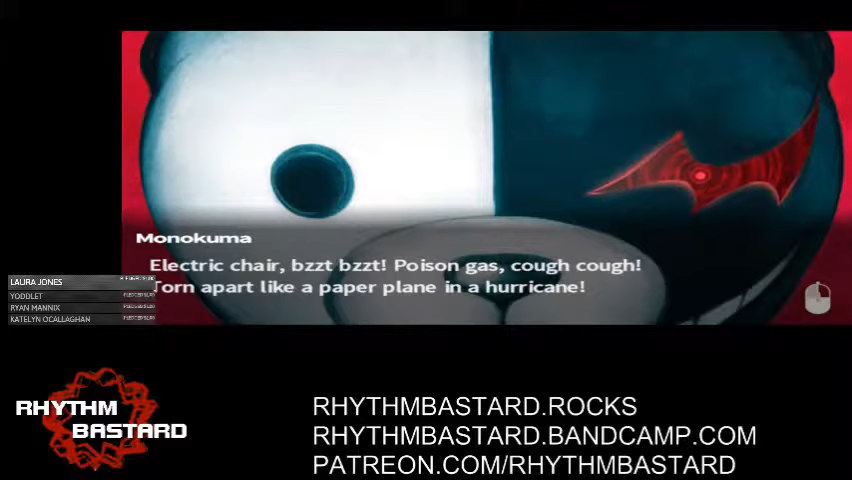 Monokuma
Electric chair, bzzt bzzt! Poison gas, cough cough!
Torn apart like a paper plane in a hurricane!
LAURA JONES
YODDLET
RYAN MANNIX
KATELYN OCALLAGHAN
RHYTHM
BASTARD
RHYTHMBASTARD.ROCKS
RHYTHMBASTARD.BANDCAMP.COM
PATREON.COM/RHYTHMBASTARD